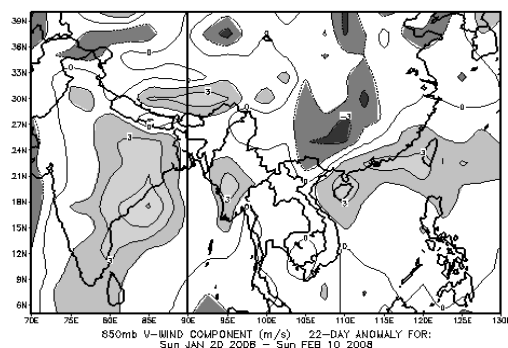 39N
36N
33N
30N
27N
24N
21N
18N
15N
12N
9N
6N
70E 75E 80E 85E 90E 95E 100E 105E 110E 115E 120E 125E 130E
850mb V-WIND COMPONENT (m/s) 22-DAY ANOMALY FOR:
Sun JAN 20 2008 - Sun FEB 10 2008